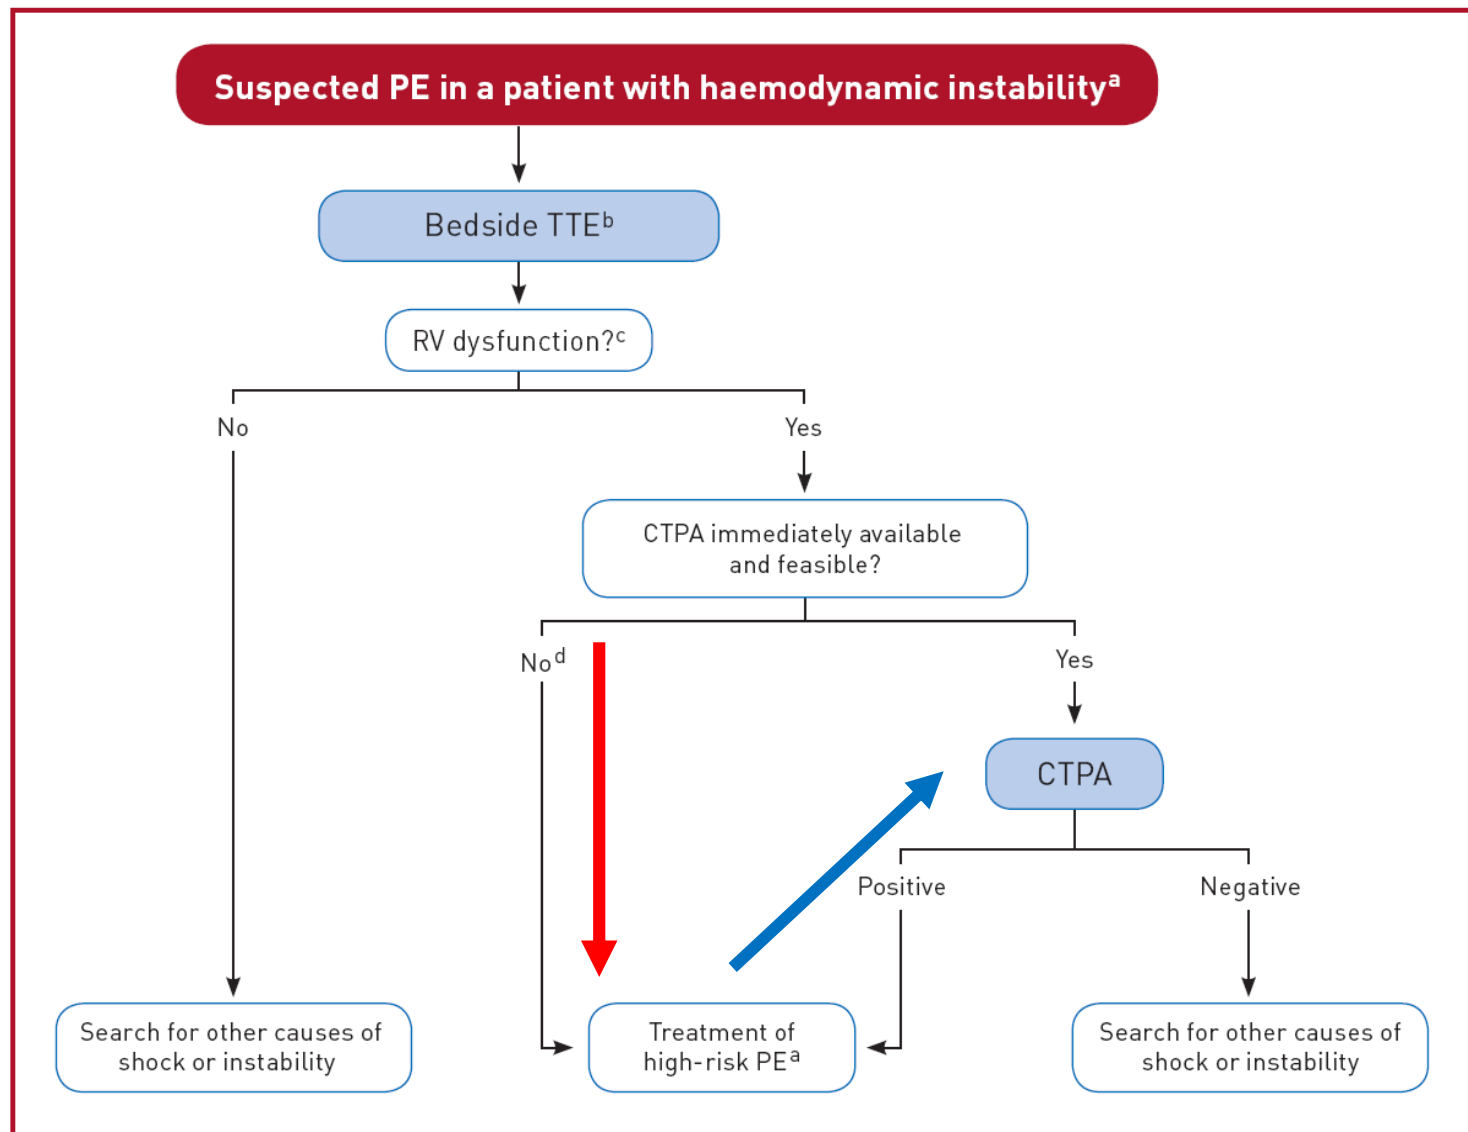 Suspected PE in a patient with haemodynamic instabilityᵃ
Bedside TTEᵇ
RV dysfunction?ᶜ
No
Yes
CTPA immediately available
and feasible?
Noᵈ
Yes
CTPA
Positive
Negative
Search for other causes of
shock or instability
Treatment of
high-risk PEᵃ
Search for other causes of
shock or instability